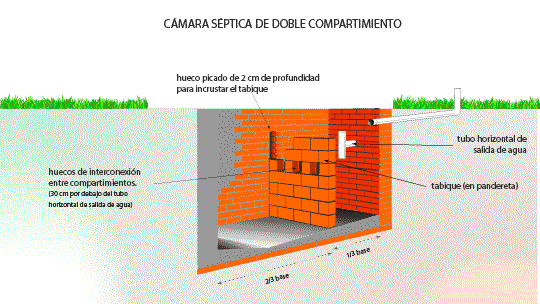 CÁMARA SÉPTICA DE DOBLE COMPARTIMIENTO
hueco picado de 2 cm de profundidad
para incrustar el tabique
tubo horizontal de
salida de agua
huecos de interconexión
entre compartimientos.
(30 cm por debajo del tubo
horizontal de salida de agua)
tabique (en pandereta)
1/3 base
2/3 base